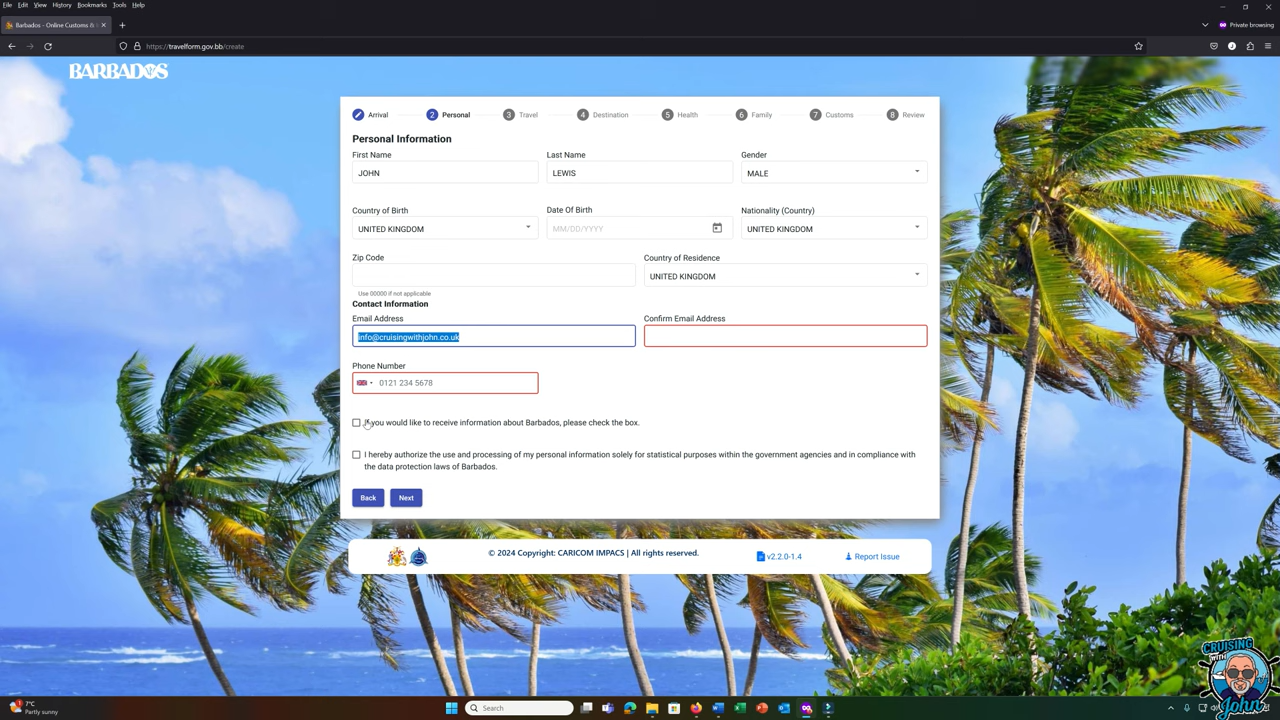 File Edit View History Bookmarks Tools Help
Barbados - Online Customs & I
Private browsing
https://travelform.gov.bb/create
BARBADOS
Arrival 2 Personal 3 Travel 4 Destination 5 Health 6 Family 7 Customs 8 Review
Personal Information
First Name Last Name Gender
JOHN LEWIS MALE
Country of Birth Date Of Birth Nationality (Country)
UNITED KINGDOM MM/DD/YYYY UNITED KINGDOM
Zip Code Country of Residence
UNITED KINGDOM
Use 00000 if not applicable
Contact Information
Email Address Confirm Email Address
info@cruisingwithjohn.co.uk
Phone Number
0121 234 5678
If you would like to receive information about Barbados, please check the box.
I hereby authorize the use and processing of my personal information solely for statistical purposes within the government agencies and in compliance with
the data protection laws of Barbados.
Back Next
© 2024 Copyright: CARICOM IMPACS | All rights reserved. v2.2.0-1.4 Report Issue
CRUISING
WITH
John
7°C
Partly sunny
Search